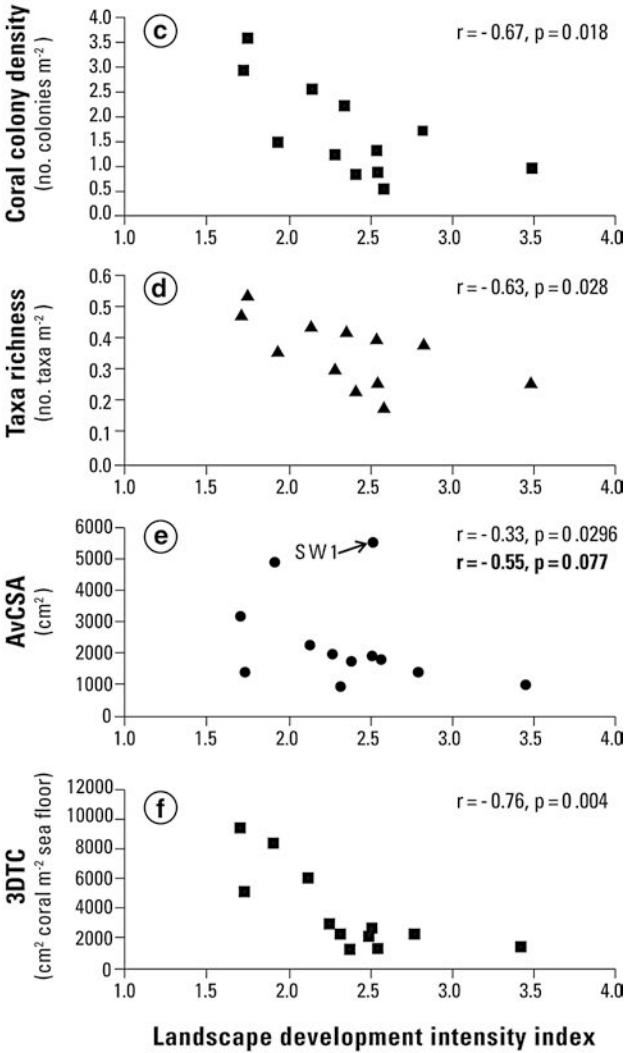 Coral colony density
(no. colonies m⁻²)
4.0
3.5
3.0
2.5
2.0
1.5
1.0
0.5
0.0
c
r = - 0.67, p = 0.018
1.0 1.5 2.0 2.5 3.0 3.5 4.0
Taxa richness
(no. taxa m⁻²)
0.6
0.5
0.4
0.3
0.2
0.1
0.0
d
r = - 0.63, p = 0.028
1.0 1.5 2.0 2.5 3.0 3.5 4.0
AvCSA
(cm²)
6000
5000
4000
3000
2000
1000
0
e
SW1
r = - 0.33, p = 0.0296
r = -0.55, p = 0.077
1.0 1.5 2.0 2.5 3.0 3.5 4.0
3DTC
(cm² coral m⁻² sea floor)
12000
10000
8000
6000
4000
2000
0
f
r = - 0.76, p = 0.004
1.0 1.5 2.0 2.5 3.0 3.5 4.0
Landscape development intensity index